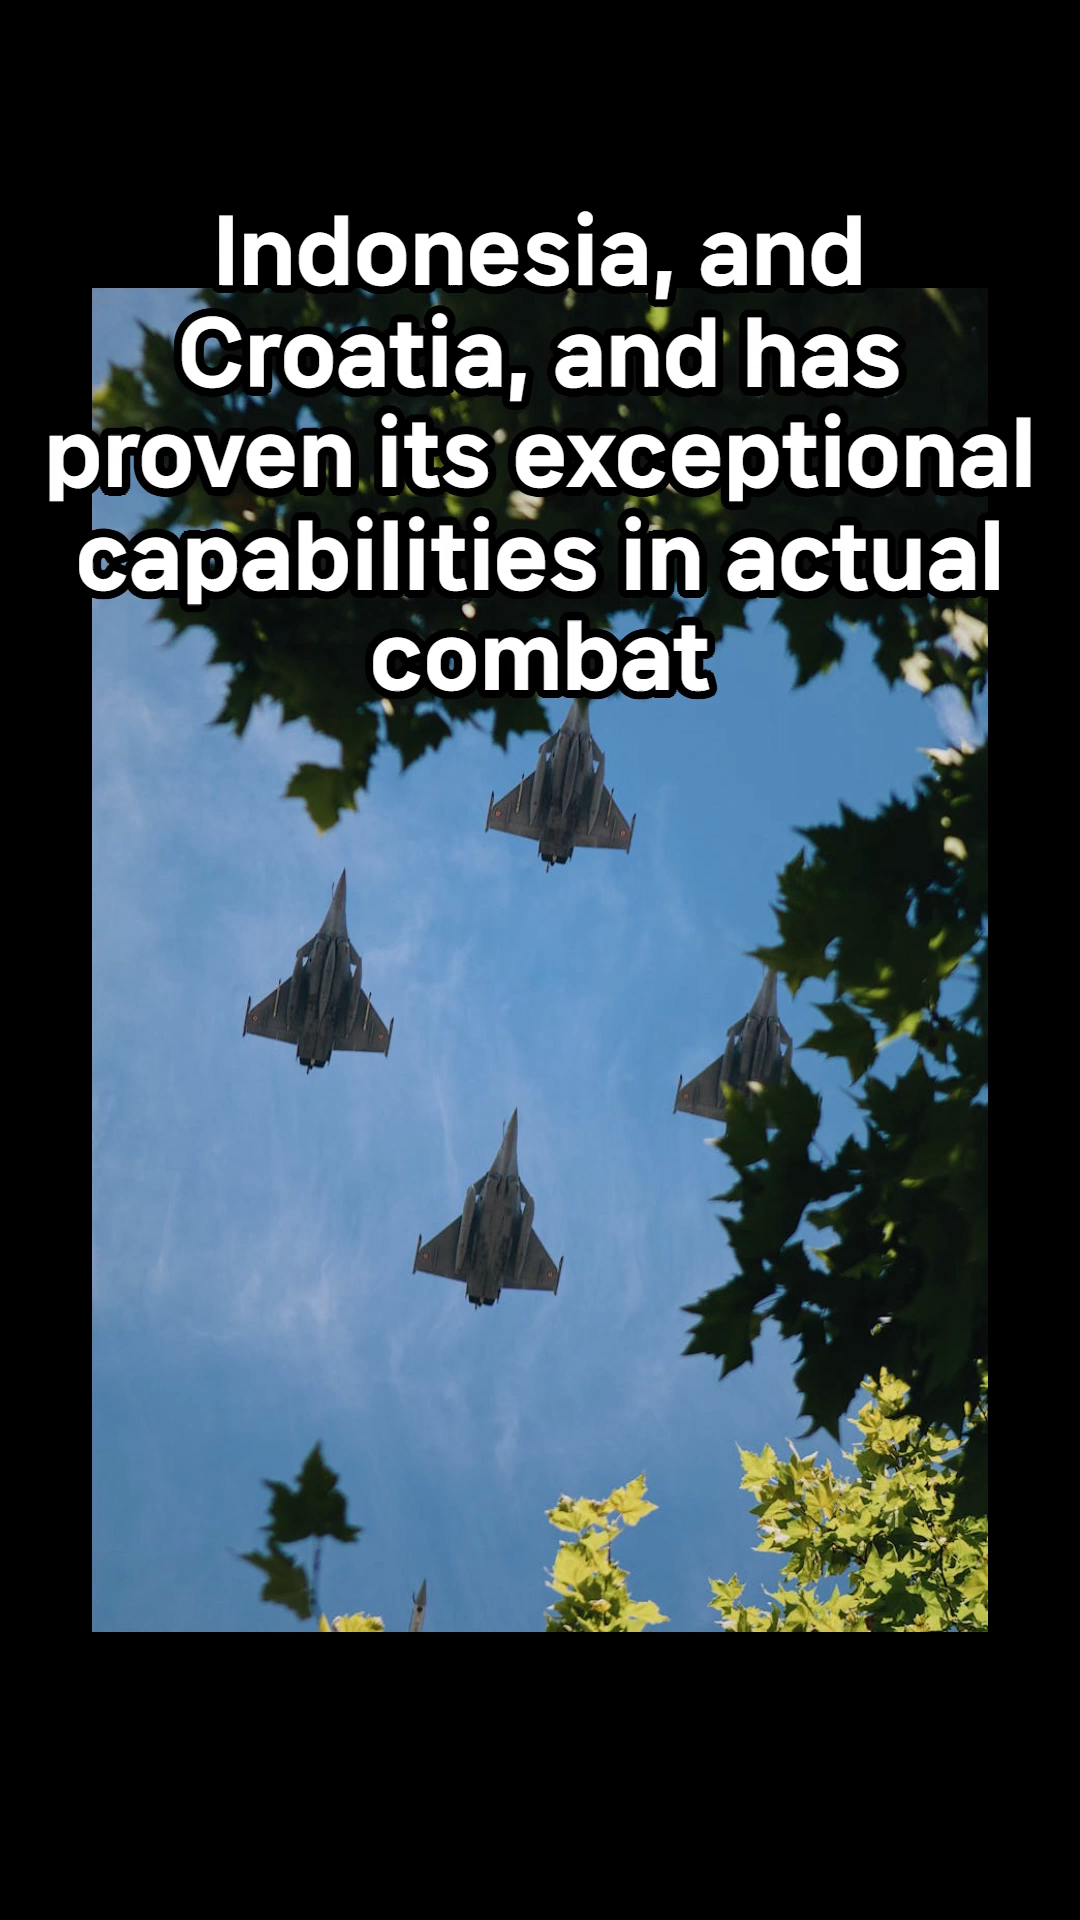 Indonesia, and
Croatia, and has
proven its exceptional
capabilities in actual
combat